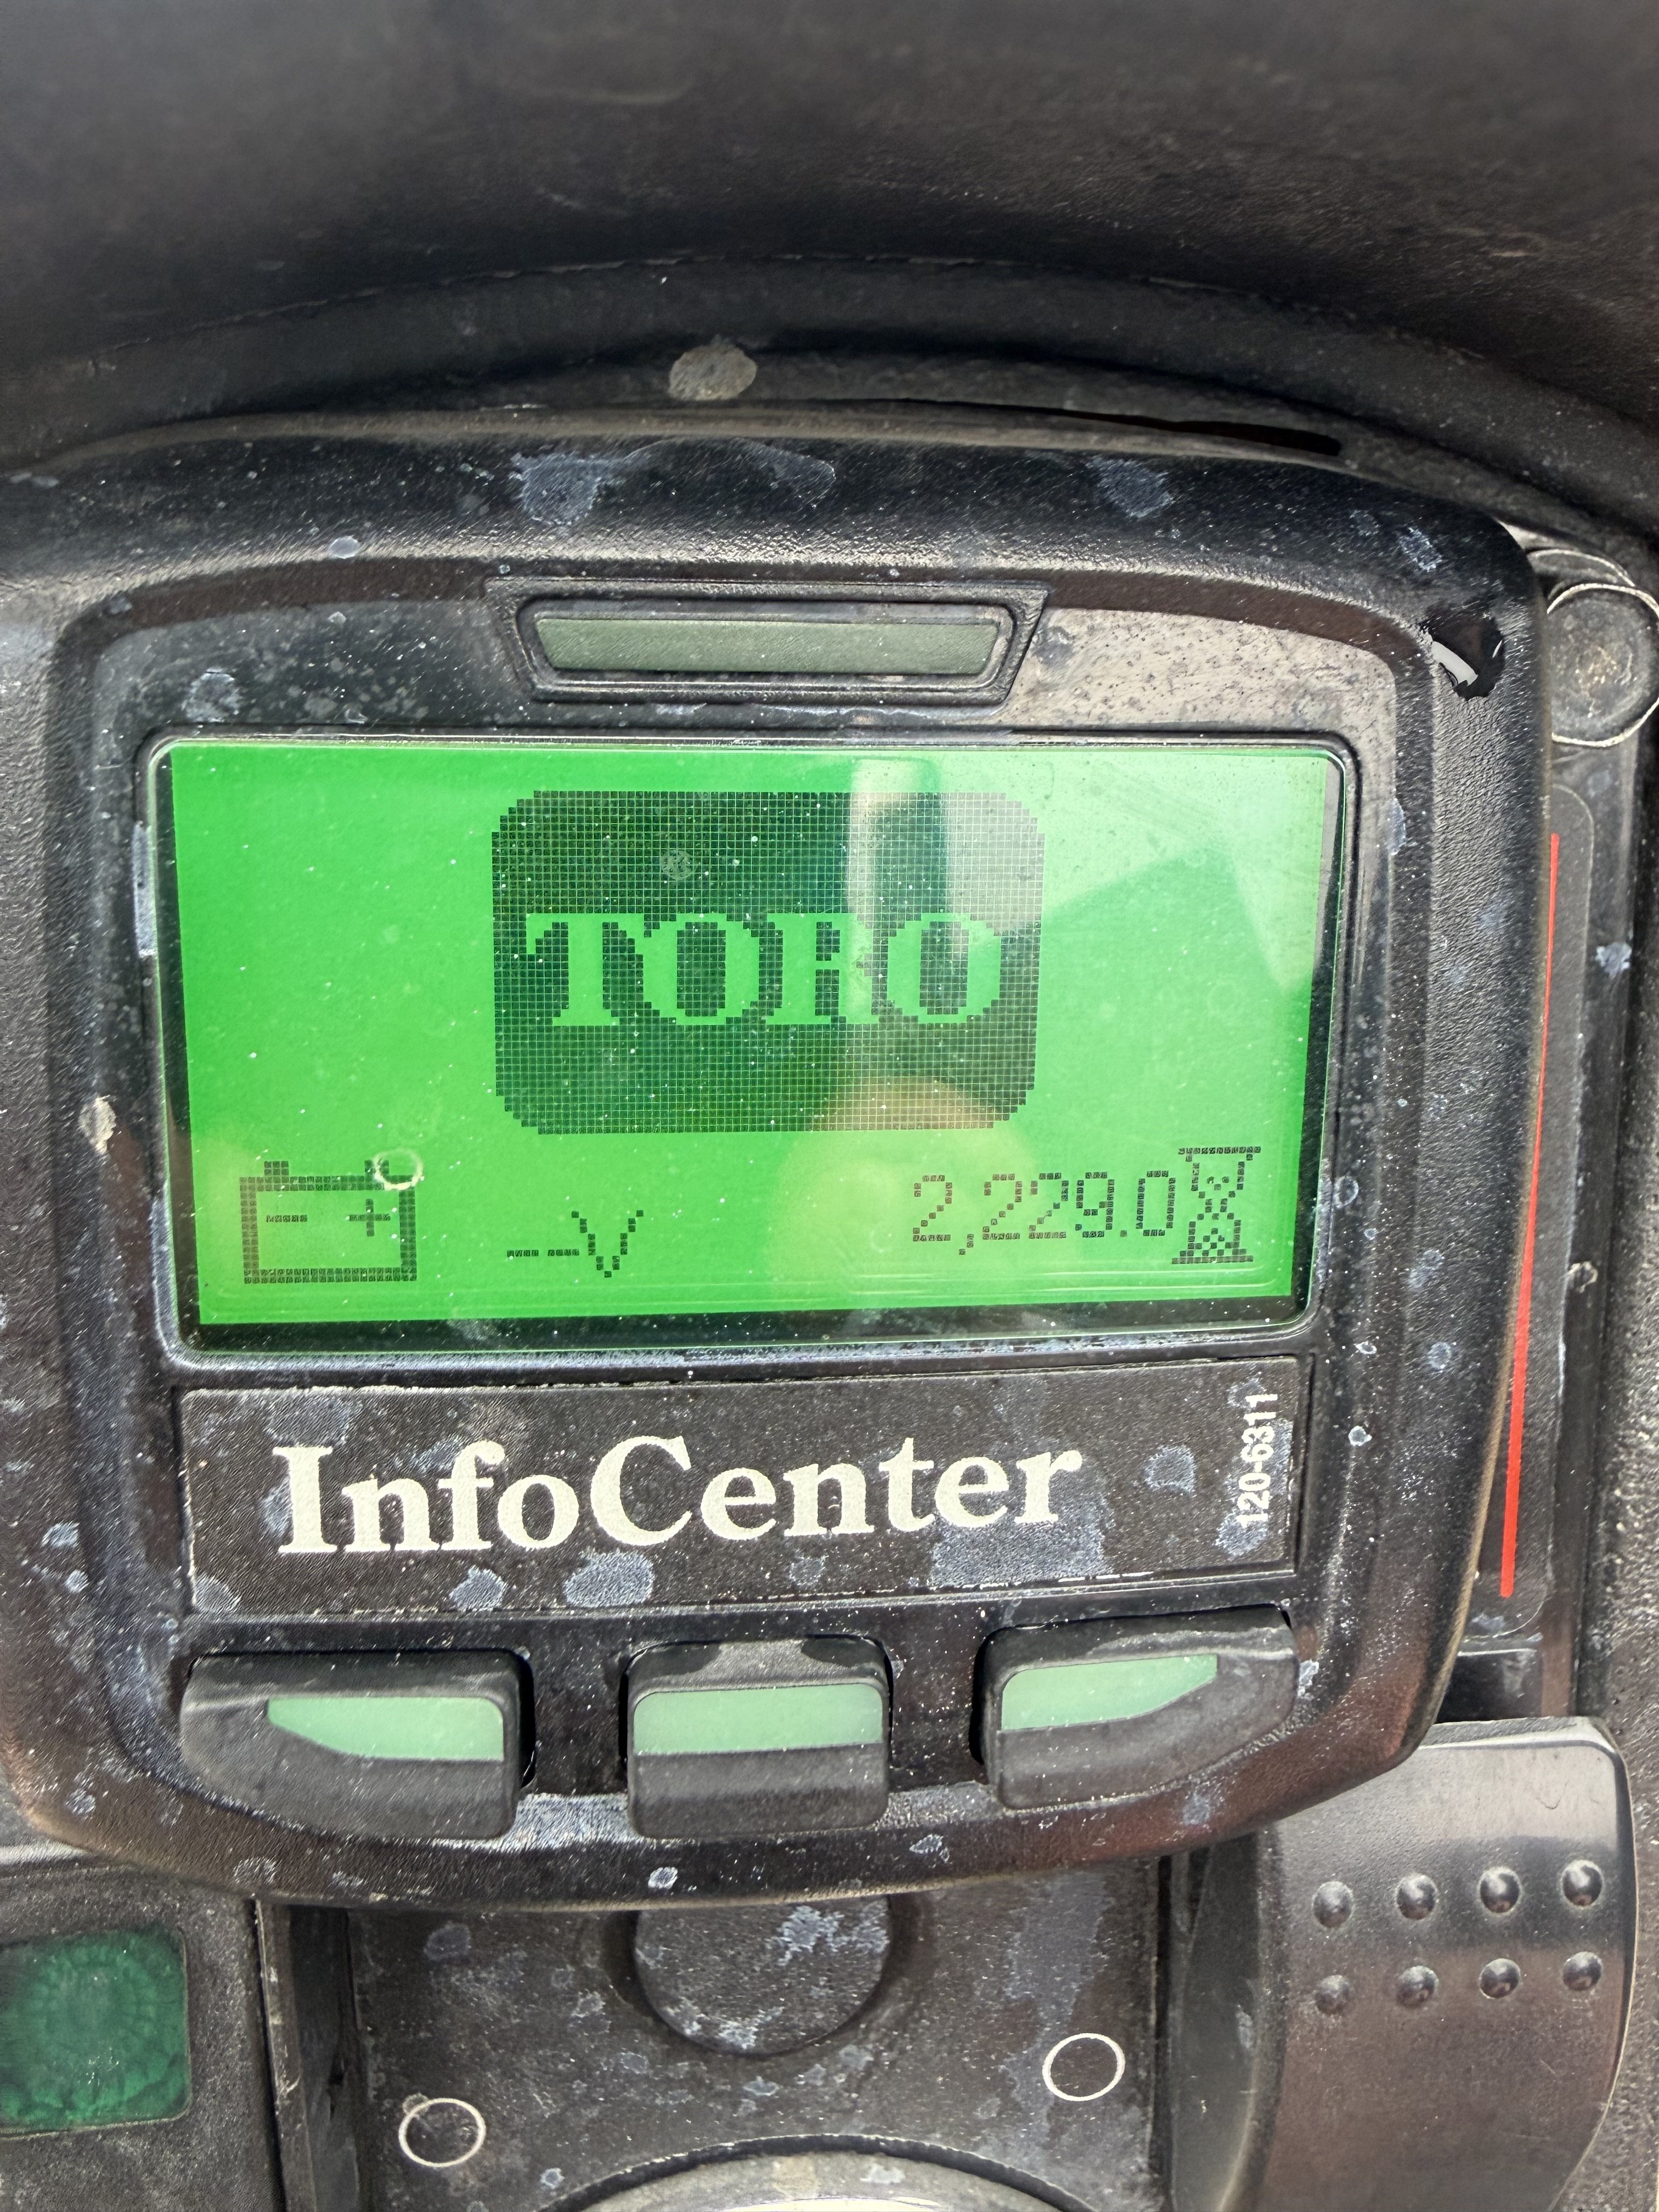 TORO
- + -- --V 2,229.0
InfoCenter
120-6311